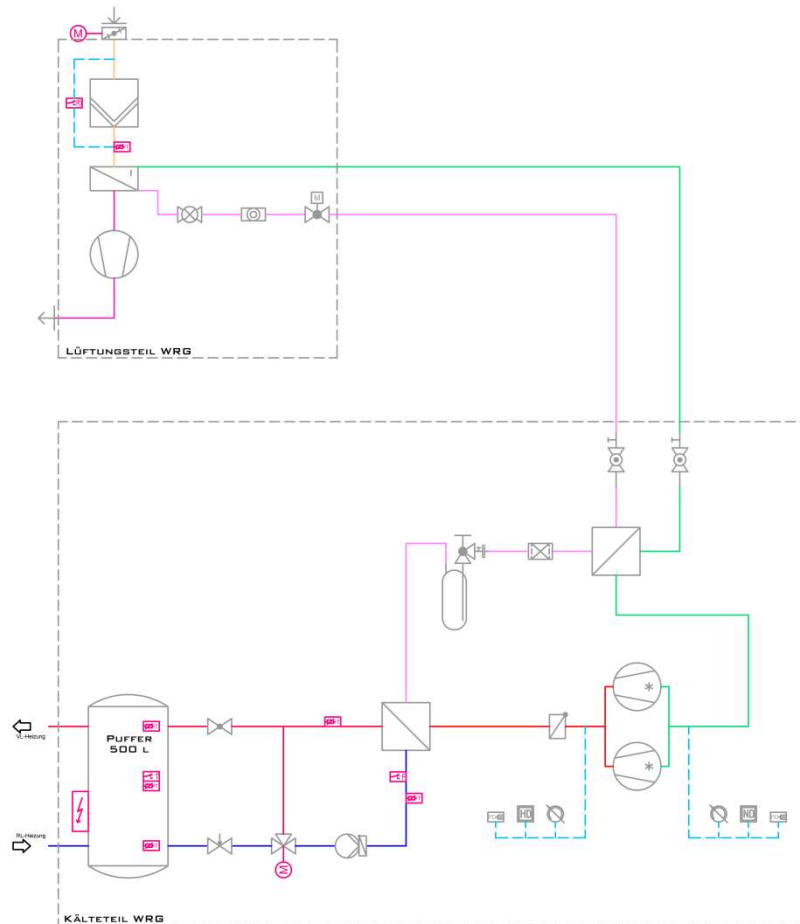 M
LÜFTUNGSTEIL WRG
M
VL-Heizung
PUFFER
500 L
RL-Heizung
M
HD
ND
KÄLTETEIL WRG